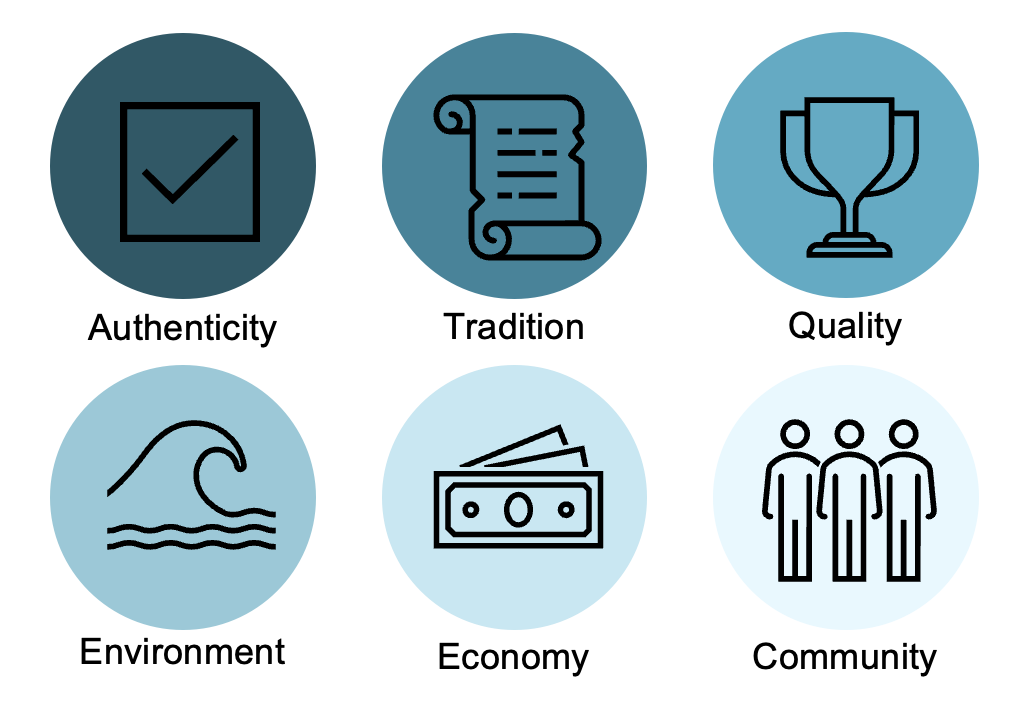 Authenticity
Tradition
Quality
Environment
Economy
Community